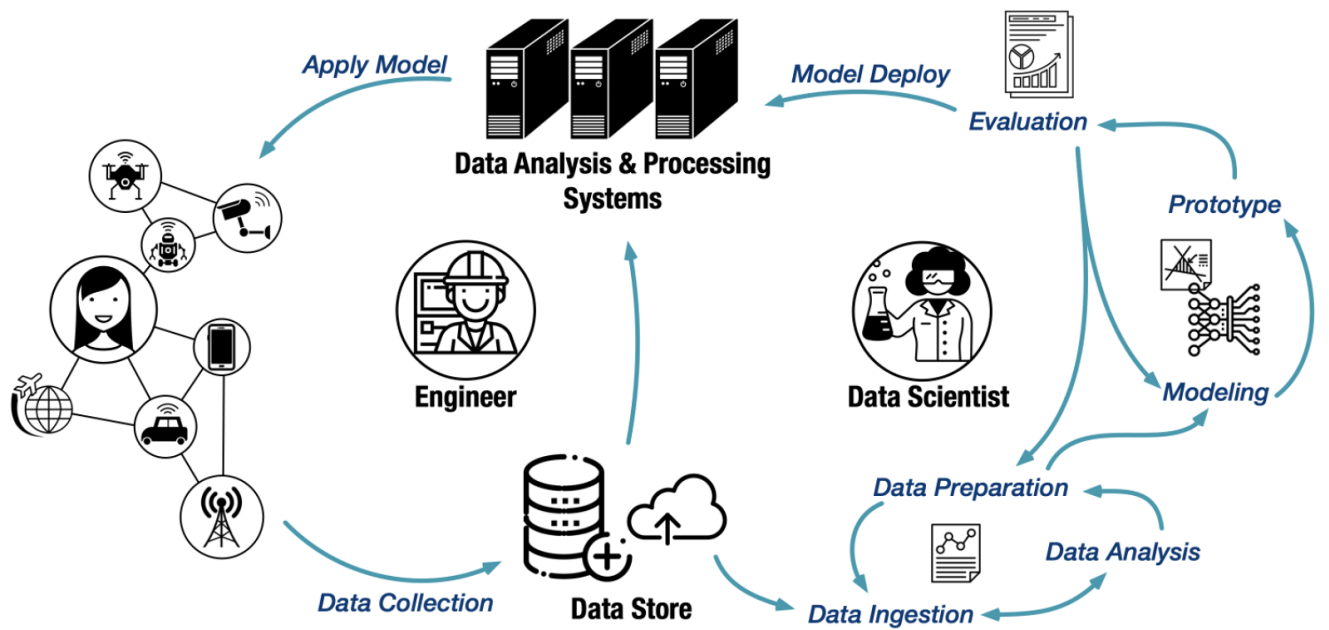 Apply Model
Model Deploy
Evaluation
Data Analysis & Processing
Systems
Prototype
Engineer
Data Scientist
Modeling
Data Preparation
Data Analysis
Data Collection
Data Store
Data Ingestion